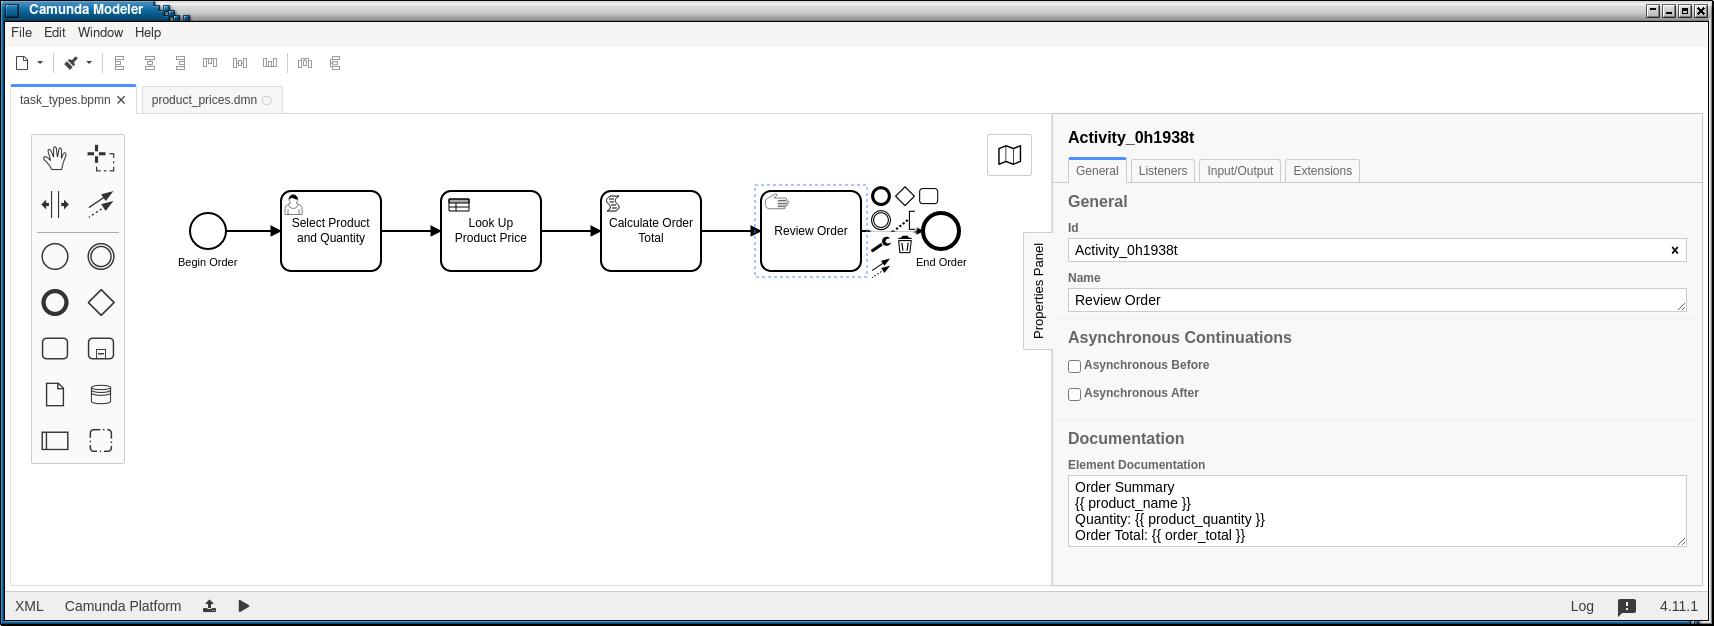 Camunda Modeler
File Edit Window Help
task_types.bpmn
product_prices.dmn
Begin Order
Select Product
and Quantity
Look Up
Product Price
Calculate Order
Total
Review Order
End Order
Properties Panel
Activity_0h1938t
General Listeners Input/Output Extensions
General
Id
Activity_0h1938t
Name
Review Order
Asynchronous Continuations
Asynchronous Before
Asynchronous After
Documentation
Element Documentation
Order Summary
{{ product_name }}
Quantity: {{ product_quantity }}
Order Total: {{ order_total }}
XML Camunda Platform
Log 4.11.1